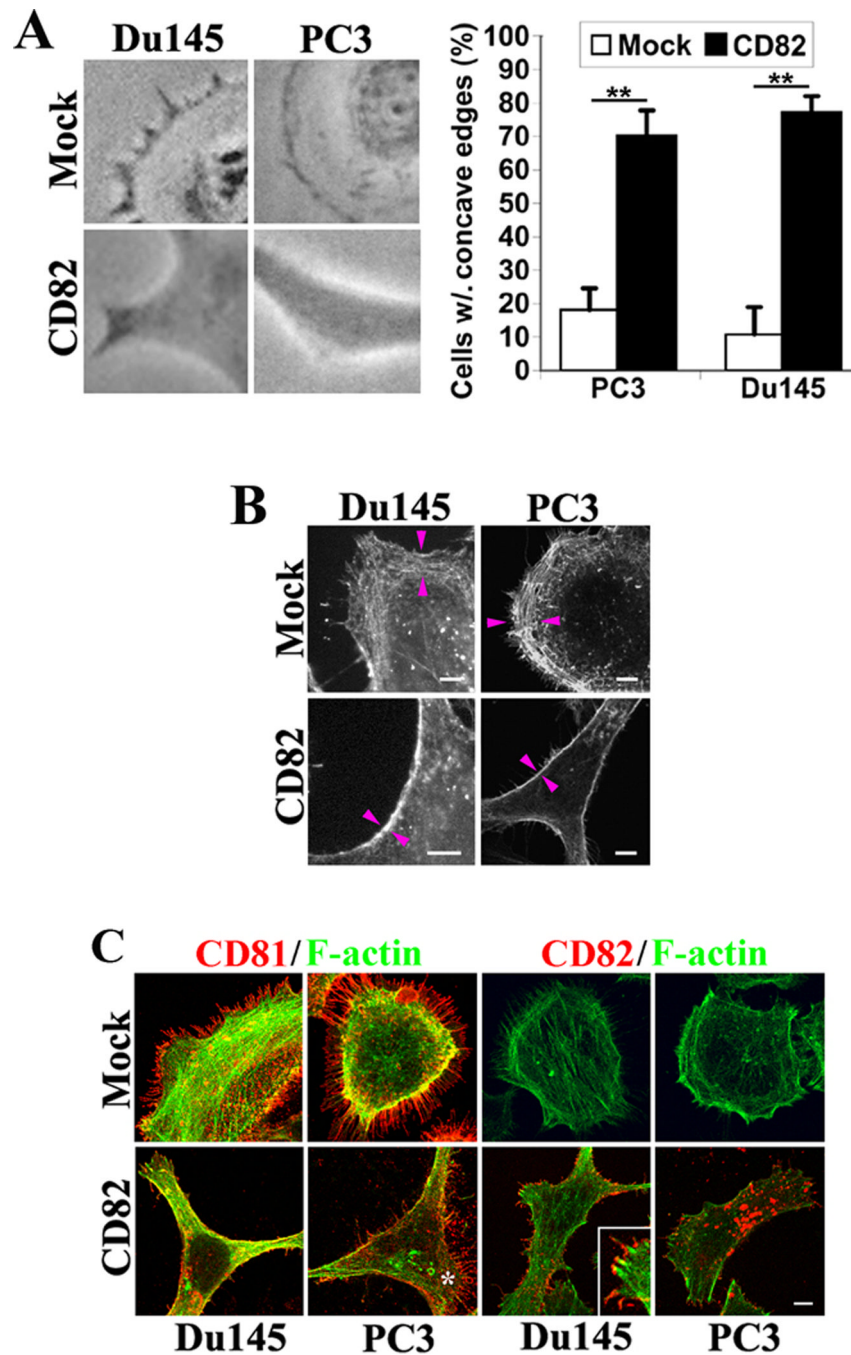 A
Du145 PC3
Mock
CD82
Cells w/. concave edges (%)
Mock CD82
100
90
80
70
60
50
40
30
20
10
0
** **
PC3 Du145
B
Du145 PC3
Mock
CD82
C
CD81/F-actin CD82/F-actin
Mock
CD82
*
Du145 PC3 Du145 PC3